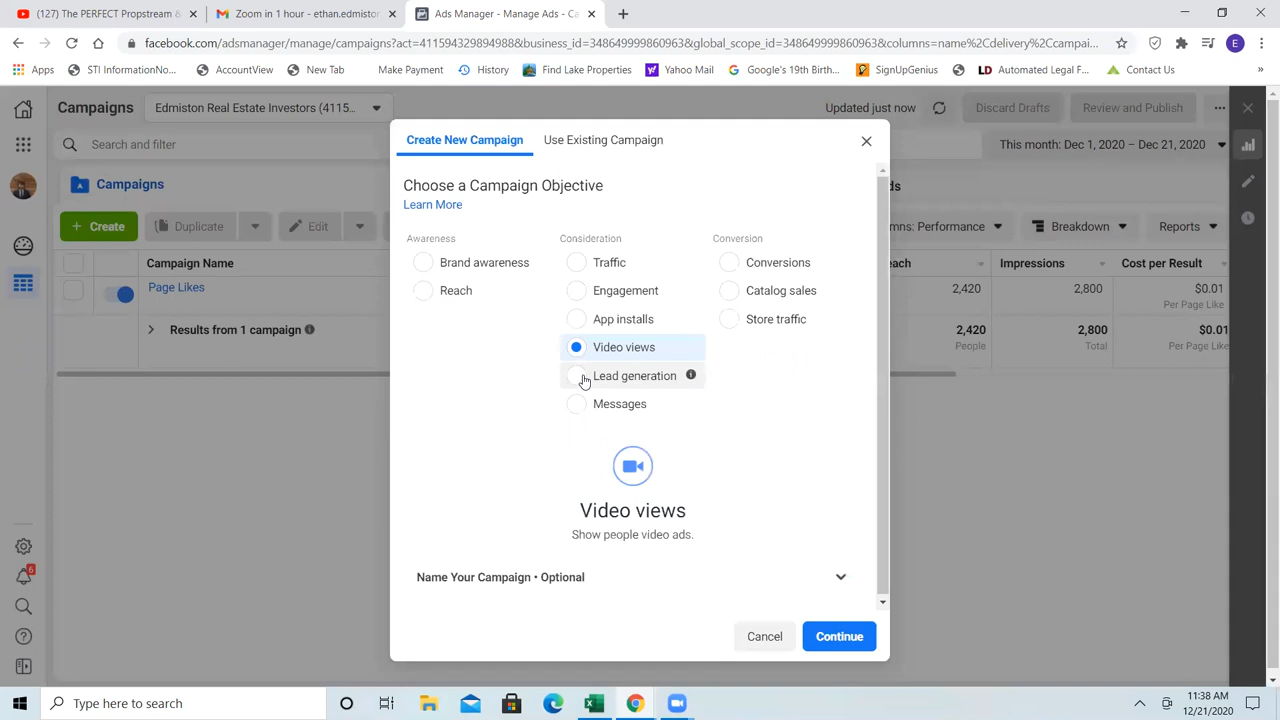 (127) The PERFECT Propstream &
Zoom in 1 hour - ethan.edmiston
Ads Manager - Manage Ads - Ca
facebook.com/adsmanager/manage/campaigns?act=411594329894988&business_id=348649999860963&global_scope_id=348649999860963&columns=name%2Cdelivery%2Ccampai...
E
Apps
STI InformationNo...
AccountView
New Tab
Make Payment
History
Find Lake Properties
Yahoo Mail
Google's 19th Birth...
SignUpGenius
LD Automated Legal F...
Contact Us
»
Campaigns
Edmiston Real Estate Investors (4115...
Updated just now
Discard Drafts
Review and Publish
Create New Campaign
Use Existing Campaign
Search and filter
This month: Dec 1, 2020 – Dec 21, 2020
Campaigns
ds
Choose a Campaign Objective
Learn More
+ Create
Duplicate
Edit
mns: Performance
Breakdown
Reports
Awareness
Consideration
Conversion
Campaign Name
each
Impressions
Cost per Result
Brand awareness
Traffic
Conversions
Page Likes
2,420
2,800
$0.01
Per Page Like
Reach
Engagement
Catalog sales
App installs
Store traffic
Results from 1 campaign
2,420
2,800
$0.01
People
Total
Per Page Like
Video views
Lead generation
Messages
Video views
Show people video ads.
Name Your Campaign • Optional
6
Cancel
Continue
Type here to search
11:38 AM
12/21/2020